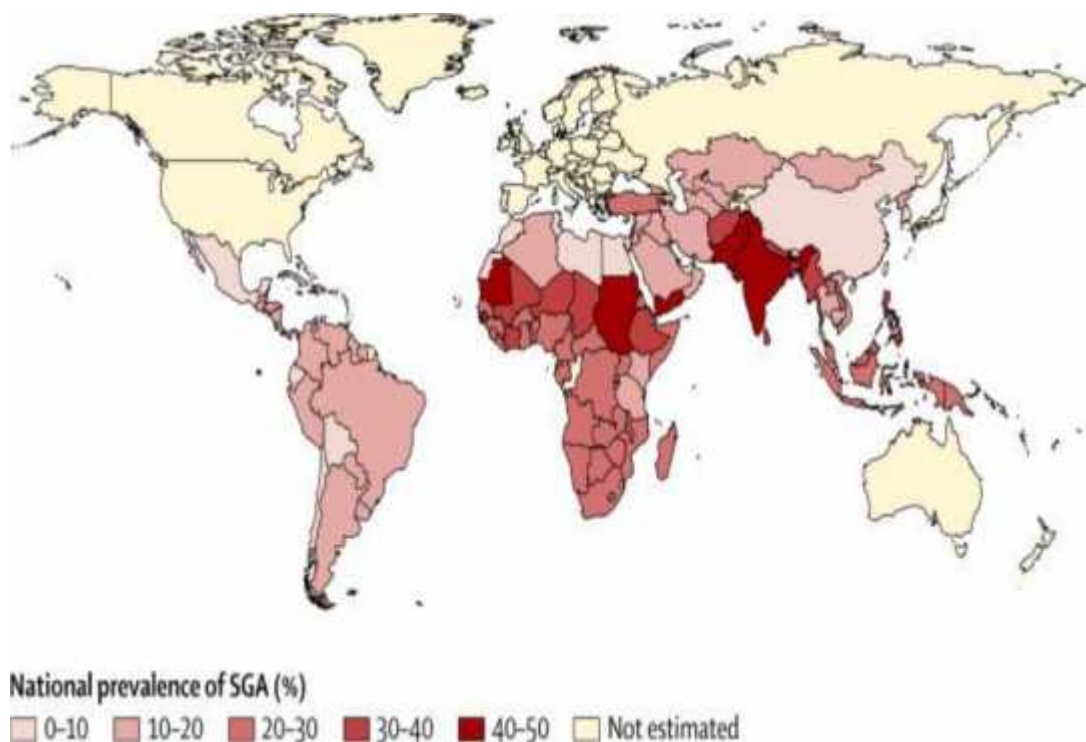 National prevalence of SGA (%)
0–10 10–20 20–30 30–40 40–50 Not estimated